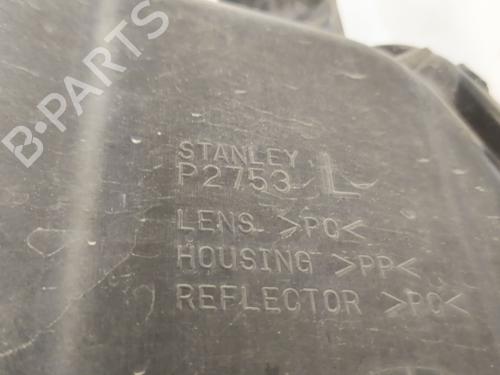 B-PARTS
STANLEY
P2753 L
LENS >PC<
HOUSING >PP<
REFLECTOR >PC<